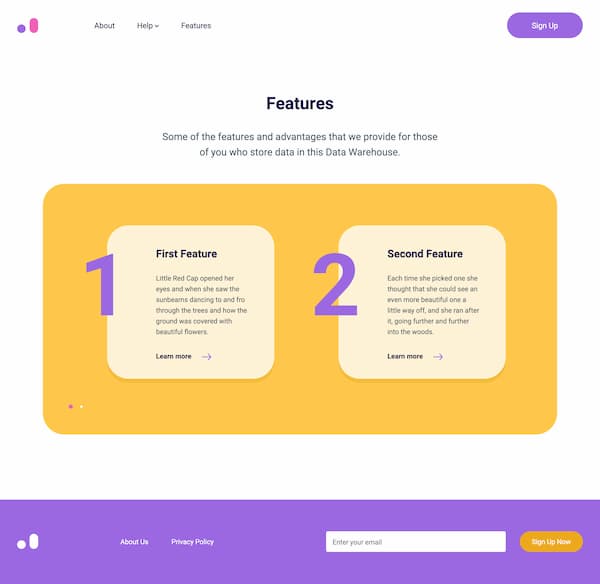 About
Help
Features
Sign Up
Features
Some of the features and advantages that we provide for those
of you who store data in this Data Warehouse.
1
First Feature
Little Red Cap opened her
eyes and when she saw the
sunbeams dancing to and fro
through the trees and how the
ground was covered with
beautiful flowers.
Learn more
2
Second Feature
Each time she picked one she
thought that she could see an
even more beautiful one a
little way off, and she ran after
it, going further and further
into the woods.
Learn more
About Us
Privacy Policy
Enter your email
Sign Up Now